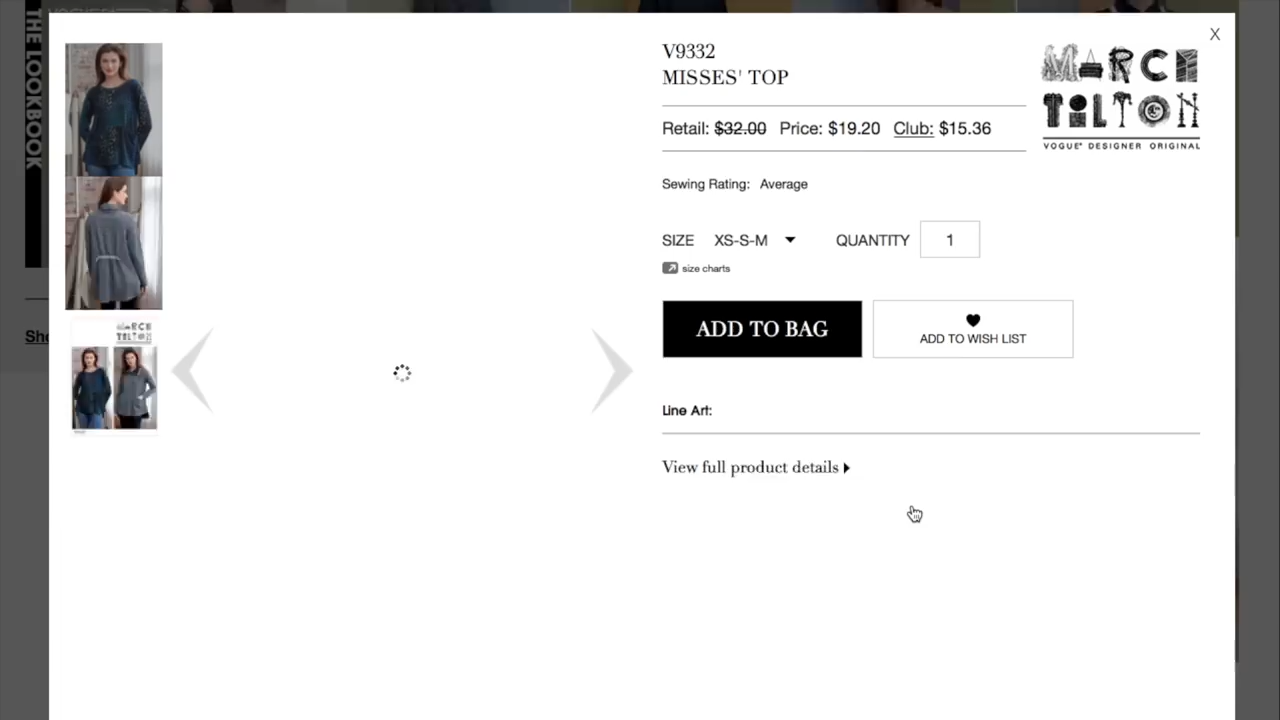 THE LOOKBOOK
X
V9332
MISSES' TOP
MARCY
TILTON
VOGUE® DESIGNER ORIGINAL
Retail: $32.00 Price: $19.20 Club: $15.36
Sewing Rating: Average
SIZE XS-S-M QUANTITY 1
size charts
ADD TO BAG
ADD TO WISH LIST
Line Art:
View full product details
She